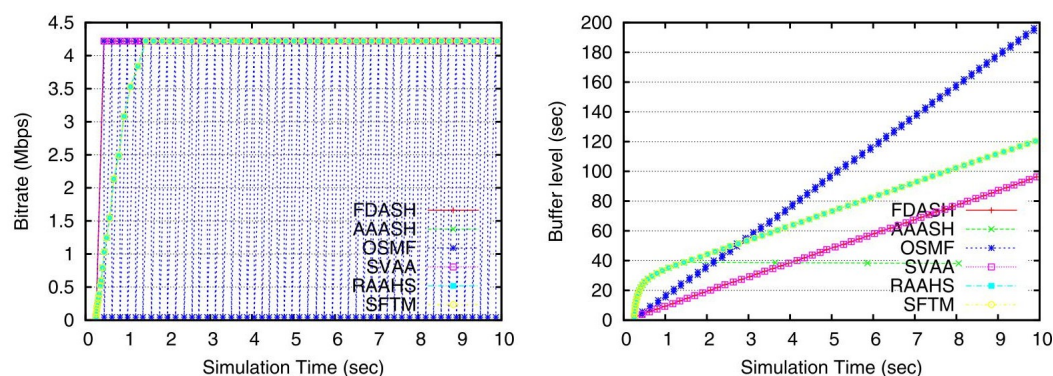 4.5
4
3.5
3
2.5
2
1.5
1
0.5
0
Bitrate (Mbps)
FDASH
AAASH
OSMF
SVAA
RAAHS
SFTM
0 1 2 3 4 5 6 7 8 9 10
Simulation Time (sec)
200
180
160
140
120
100
80
60
40
20
0
Buffer level (sec)
FDASH
AAASH
OSMF
SVAA
RAAHS
SFTM
0 1 2 3 4 5 6 7 8 9 10
Simulation Time (sec)